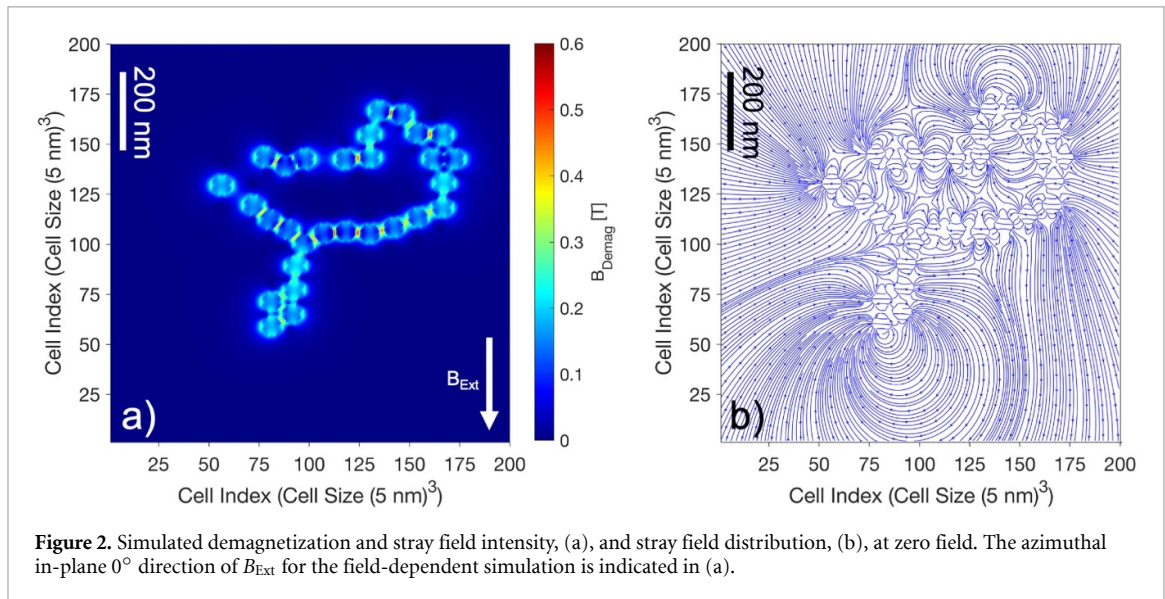 200
175
150
125
100
75
50
25
25 50 75 100 125 150 175 200
Cell Index (Cell Size (5 nm)³)
Cell Index (Cell Size (5 nm)³)
200 nm
a)
B_Ext
0.6
0.5
0.4
0.3
0.2
0.1
0
B_Demag [T]
200
175
150
125
100
75
50
25
25 50 75 100 125 150 175 200
Cell Index (Cell Size (5 nm)³)
Cell Index (Cell Size (5 nm)³)
200 nm
b)
Figure 2. Simulated demagnetization and stray field intensity, (a), and stray field distribution, (b), at zero field. The azimuthal
in-plane 0° direction of B_Ext for the field-dependent simulation is indicated in (a).